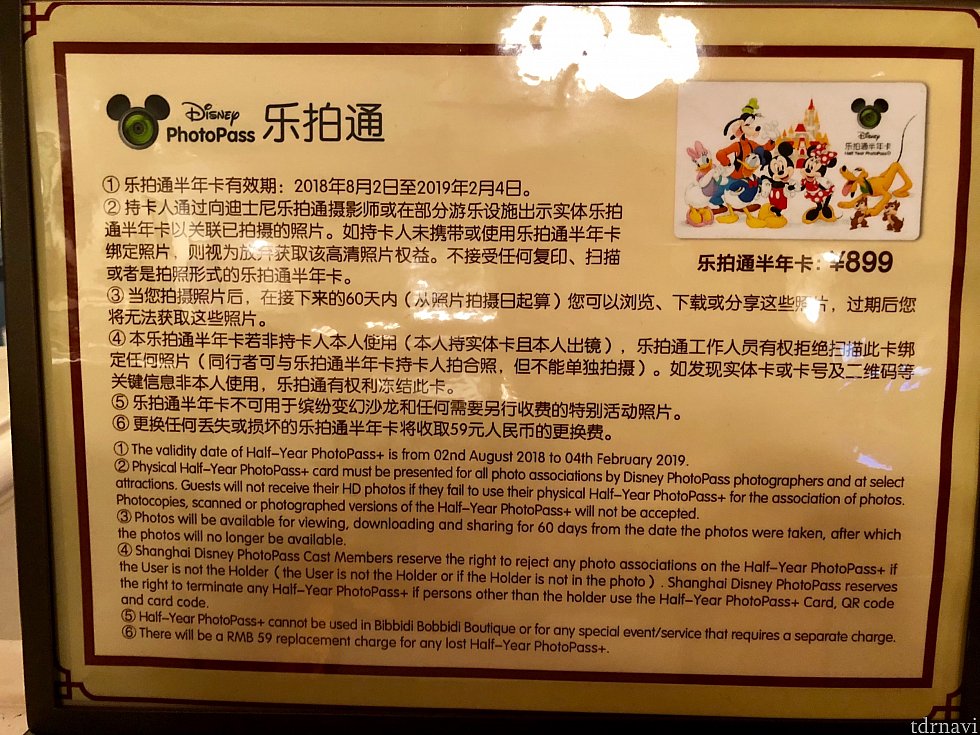 Disney PhotoPass 乐拍通
Disney
乐拍通半年卡
Half Year PhotoPass+
乐拍通半年卡：¥899
① 乐拍通半年卡有效期：2018年8月2日至2019年2月4日。
② 持卡人通过向迪士尼乐拍通摄影师或在部分游乐设施出示实体乐拍
通半年卡以关联已拍摄的照片。如持卡人未携带或使用乐拍通半年卡
绑定照片，则视为放弃获取该高清照片权益。不接受任何复印、扫描
或者是拍照形式的乐拍通半年卡。
③ 当您拍摄照片后，在接下来的60天内（从照片拍摄日起算）您可以浏览、下载或分享这些照片，过期后您
将无法获取这些照片。
④ 本乐拍通半年卡若非持卡人本人使用（本人持实体卡且本人出镜），乐拍通工作人员有权拒绝扫描此卡绑
定任何照片（同行者可与乐拍通半年卡持卡人拍合照，但不能单独拍摄）。如发现实体卡或卡号及二维码等
关键信息非本人使用，乐拍通有权利冻结此卡。
⑤ 乐拍通半年卡不可用于缤纷变幻沙龙和任何需要另行收费的特别活动照片。
⑥ 更换任何丢失或损坏的乐拍通半年卡将收取59元人民币的更换费。
① The validity date of Half-Year PhotoPass+ is from 02nd August 2018 to 04th February 2019.
② Physical Half-Year PhotoPass+ card must be presented for all photo associations by Disney PhotoPass photographers and at select
attractions. Guests will not receive their HD photos if they fail to use their physical Half-Year PhotoPass+ for the association of photos.
Photocopies, scanned or photographed versions of the Half-Year PhotoPass+ will not be accepted.
③ Photos will be available for viewing, downloading and sharing for 60 days from the date the photos were taken, after which
the photos will no longer be available.
④ Shanghai Disney PhotoPass Cast Members reserve the right to reject any photo associations on the Half-Year PhotoPass+ if
the User is not the Holder（the User is not the Holder or if the Holder is not in the photo）. Shanghai Disney PhotoPass reserves
the right to terminate any Half-Year PhotoPass+ if persons other than the holder use the Half-Year PhotoPass+ Card, QR code
and card code.
⑤ Half-Year PhotoPass+ cannot be used in Bibbidi Bobbidi Boutique or for any special event/service that requires a separate charge.
⑥ There will be a RMB 59 replacement charge for any lost Half-Year PhotoPass+.
tdrnavi